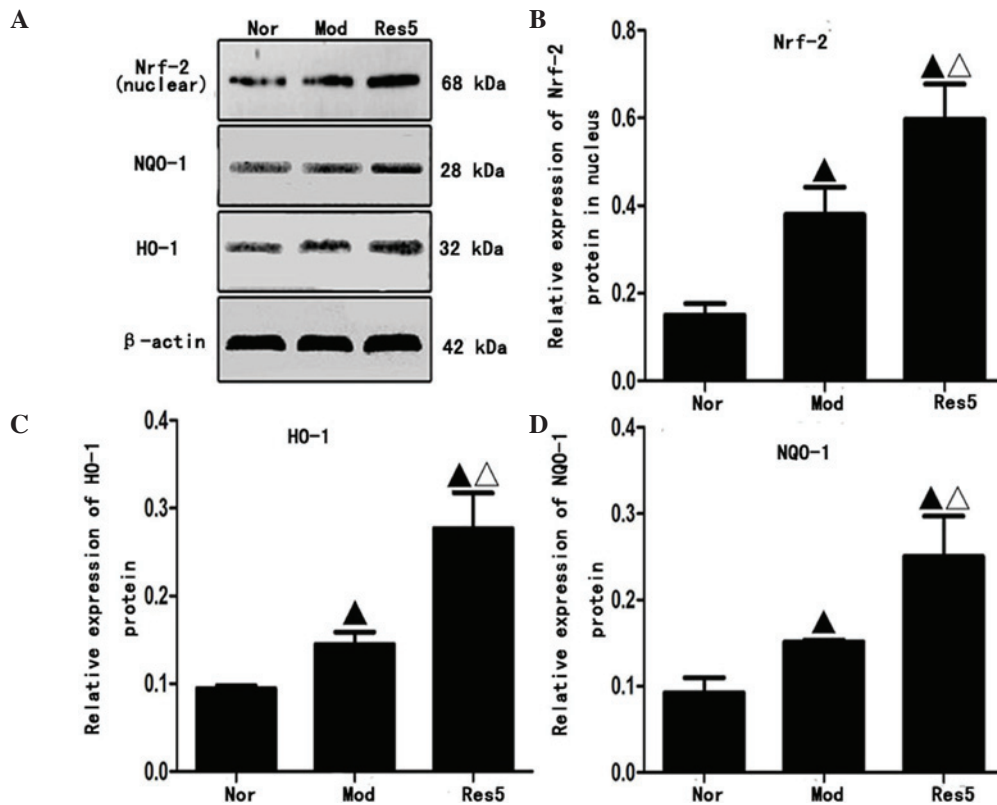 A
Nor Mod Res5
Nrf-2
(nuclear)
68 kDa
NQO-1
28 kDa
HO-1
32 kDa
β-actin
42 kDa
B
Nrf-2
Relative expression of Nrf-2
protein in nucleus
0.8
0.6
0.4
0.2
0.0
▲
▲△
Nor Mod Res5
C
HO-1
Relative expression of HO-1
protein
0.4
0.3
0.2
0.1
0.0
▲
▲△
Nor Mod Res5
D
NQO-1
Relative expression of NQO-1
protein
0.4
0.3
0.2
0.1
0.0
▲
▲△
Nor Mod Res5